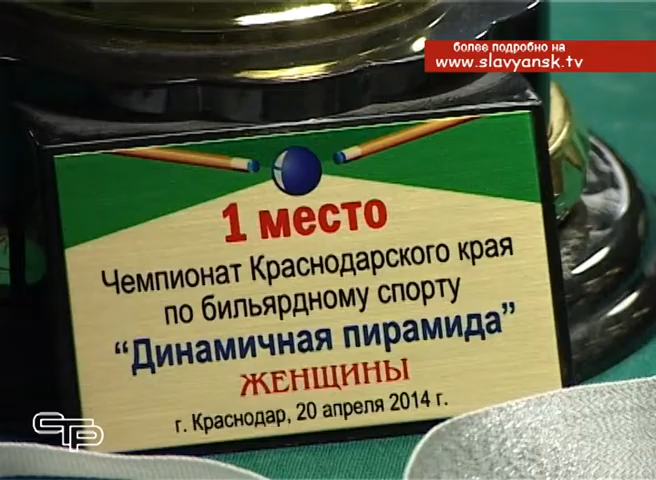 более подробно на
www.slavyansk.tv
1 место
Чемпионат Краснодарского края
по бильярдному спорту
“Динамичная пирамида”
ЖЕНЩИНЫ
г. Краснодар, 20 апреля 2014 г.
СТР